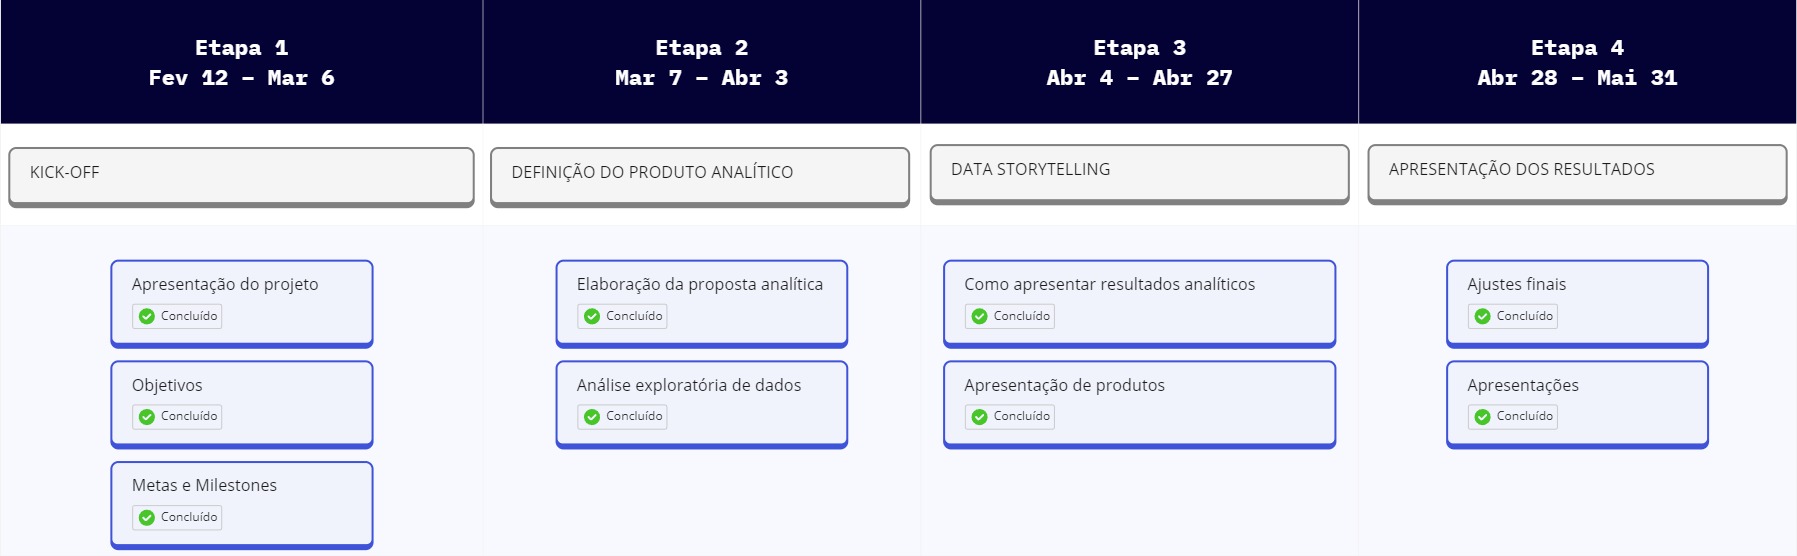 Etapa 1
Fev 12 – Mar 6
Etapa 2
Mar 7 – Abr 3
Etapa 3
Abr 4 – Abr 27
Etapa 4
Abr 28 – Mai 31
KICK-OFF
DEFINIÇÃO DO PRODUTO ANALÍTICO
DATA STORYTELLING
APRESENTAÇÃO DOS RESULTADOS
Apresentação do projeto
Concluído
Objetivos
Concluído
Metas e Milestones
Concluído
Elaboração da proposta analítica
Concluído
Análise exploratória de dados
Concluído
Como apresentar resultados analíticos
Concluído
Apresentação de produtos
Concluído
Ajustes finais
Concluído
Apresentações
Concluído